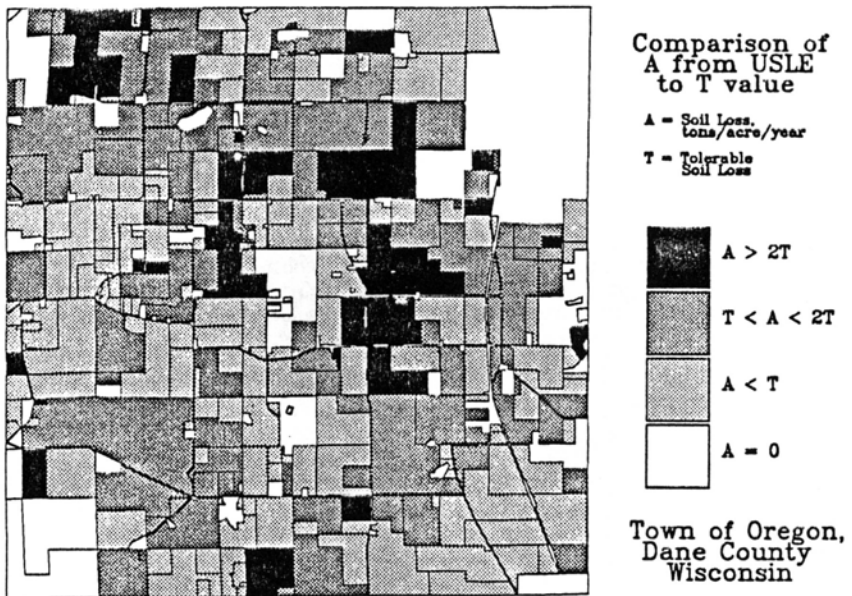 Comparison of
A from USLE
to T value
A = Soil Loss,
tons/acre/year
T = Tolerable
Soil Loss
A > 2T
T < A < 2T
A < T
A = 0
Town of Oregon,
Dane County
Wisconsin